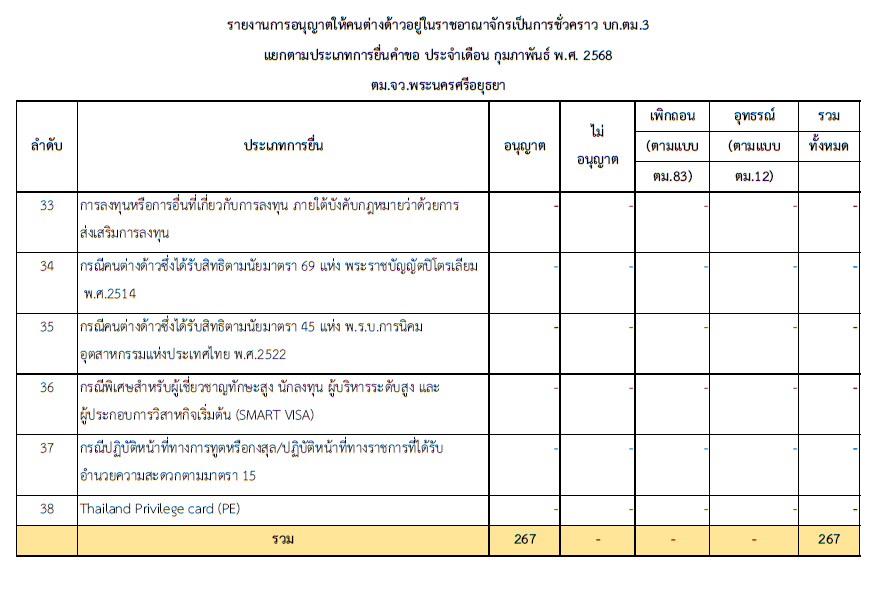 รายงานการอนุญาตให้คนต่างด้าวอยู่ในราชอาณาจักรเป็นการชั่วคราว บก.ตม.3
แยกตามประเภทการยื่นคำขอ ประจำเดือน กุมภาพันธ์ พ.ศ. 2568
ตม.จว.พระนครศรีอยุธยา
ลำดับ ประเภทการยื่น อนุญาต ไม่อนุญาต เพิกถอน (ตามแบบ ตม.83) อุทธรณ์ (ตามแบบ ตม.12) รวมทั้งหมด
33 การลงทุนหรือการอื่นที่เกี่ยวกับการลงทุน ภายใต้บังคับกฎหมายว่าด้วยการ - - - - -
ส่งเสริมการลงทุน
34 กรณีคนต่างด้าวซึ่งได้รับสิทธิตามนัยมาตรา 69 แห่ง พระราชบัญญัตปิโตรเลียม - - - - -
พ.ศ.2514
35 กรณีคนต่างด้าวซึ่งได้รับสิทธิตามนัยมาตรา 45 แห่ง พ.ร.บ.การนิคม - - - - -
อุตสาหกรรมแห่งประเทศไทย พ.ศ.2522
36 กรณีพิเศษสำหรับผู้เชี่ยวชาญทักษะสูง นักลงทุน ผู้บริหารระดับสูง และ - - - - -
ผู้ประกอบการวิสาหกิจเริ่มต้น (SMART VISA)
37 กรณีปฏิบัติหน้าที่ทางการทูตหรือกงสุล/ปฏิบัติหน้าที่ทางราชการที่ได้รับ - - - - -
อำนวยความสะดวกตามมาตรา 15
38 Thailand Privilege card (PE) - - - - -
รวม 267 - - - 267